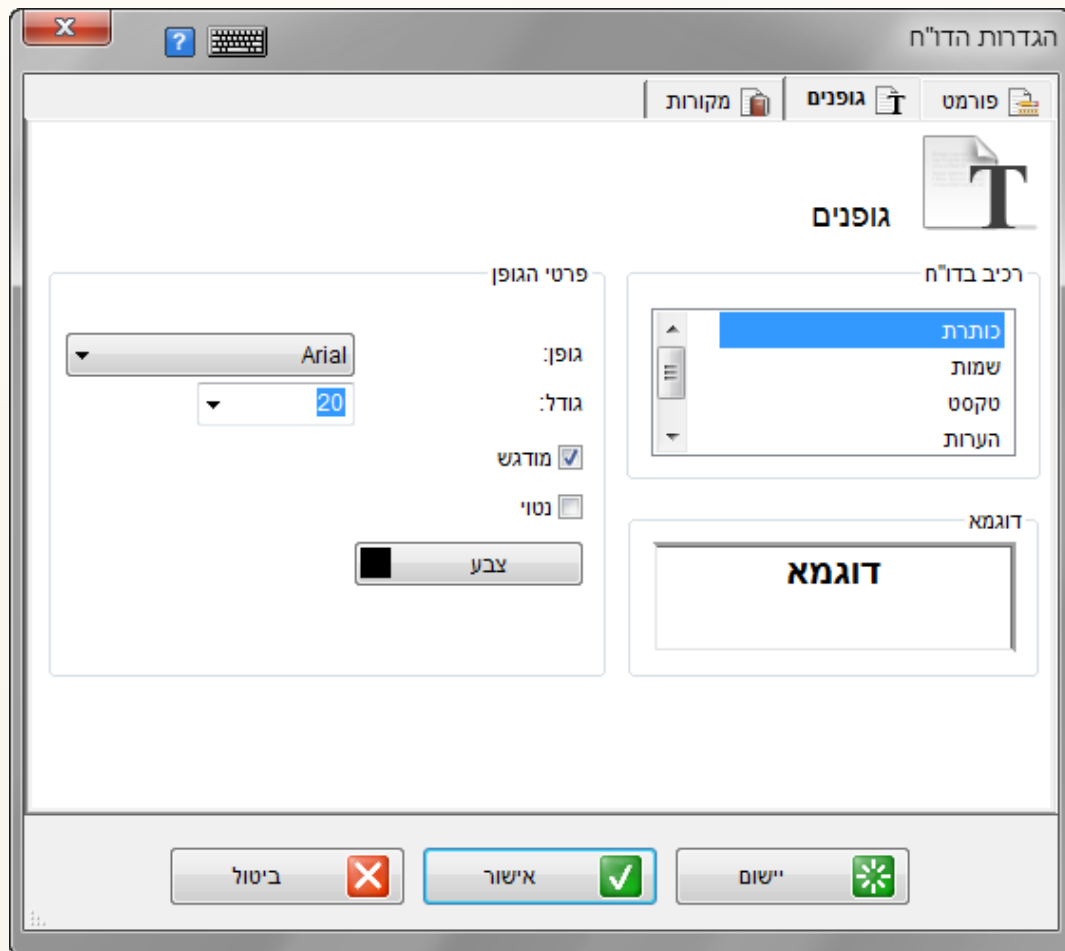 הגדרות הדו"ח
?
פורמט
גופנים
מקורות
T
גופנים
רכיב בדו"ח
כותרת
שמות
טקסט
הערות
דוגמא
דוגמא
פרטי הגופן
גופן: Arial
גודל: 20
מודגש
נטוי
צבע
יישום
אישור
ביטול